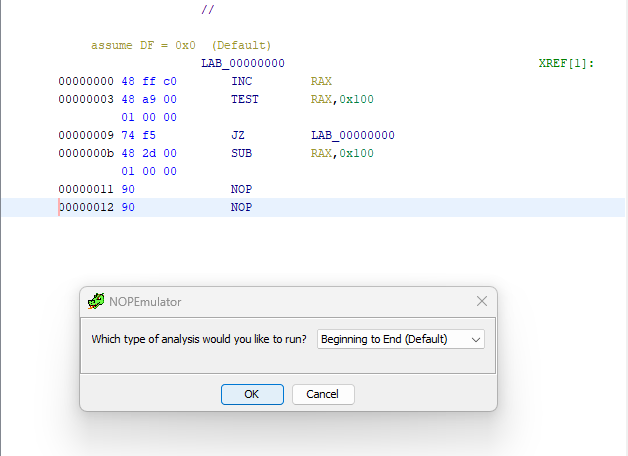 //
assume DF = 0x0 (Default)
LAB_00000000 XREF[1]:
00000000 48 ff c0 INC RAX
00000003 48 a9 00 TEST RAX,0x100
01 00 00
00000009 74 f5 JZ LAB_00000000
0000000b 48 2d 00 SUB RAX,0x100
01 00 00
00000011 90 NOP
00000012 90 NOP
NOPEmulator
Which type of analysis would you like to run? Beginning to End (Default)
OK Cancel